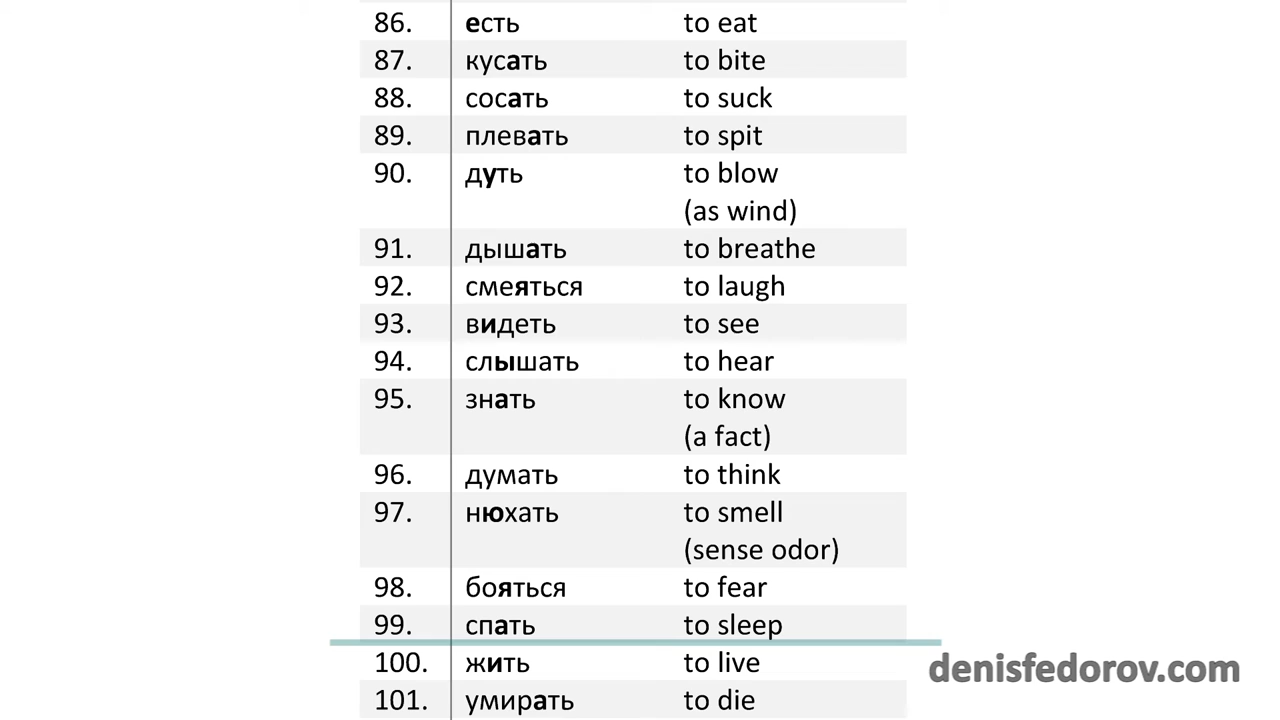 86. есть to eat
87. кусать to bite
88. сосать to suck
89. плевать to spit
90. дуть to blow
(as wind)
91. дышать to breathe
92. смеяться to laugh
93. видеть to see
94. слышать to hear
95. знать to know
(a fact)
96. думать to think
97. нюхать to smell
(sense odor)
98. бояться to fear
99. спать to sleep
100. жить to live
101. умирать to die
denisfedorov.com